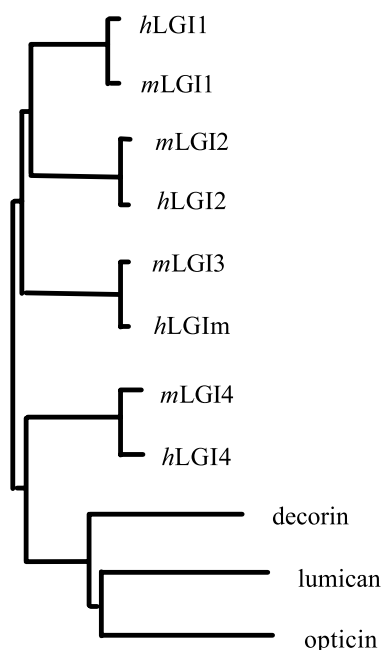 hLGI1
mLGI1
mLGI2
hLGI2
mLGI3
hLGIm
mLGI4
hLGI4
decorin
lumican
opticin